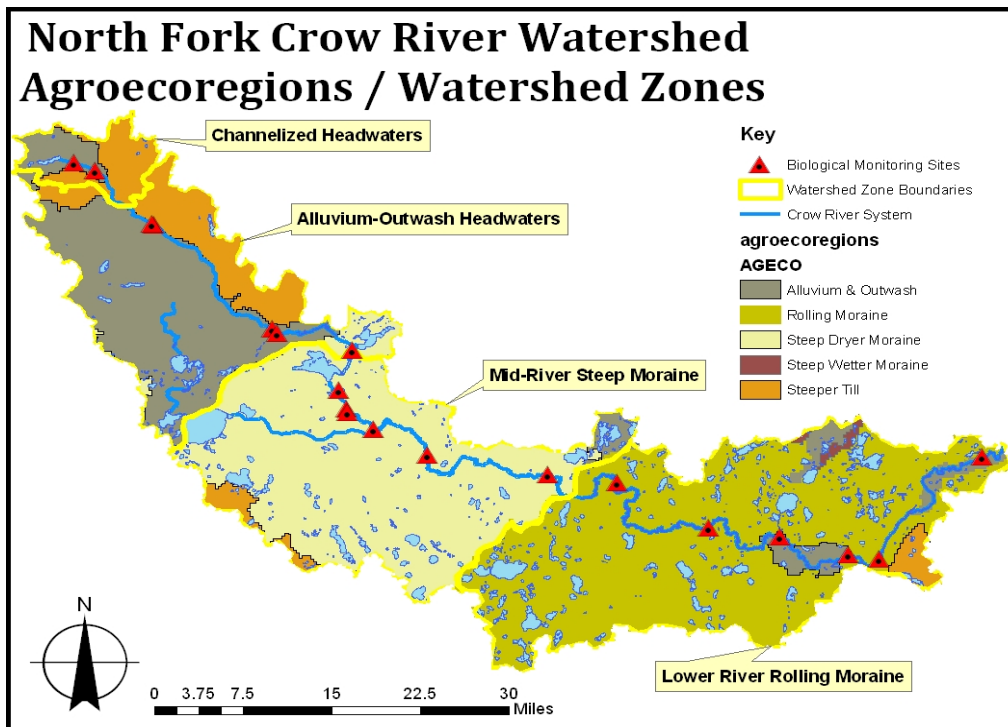 North Fork Crow River Watershed
Agroecoregions / Watershed Zones
Channelized Headwaters
Alluvium-Outwash Headwaters
Mid-River Steep Moraine
Lower River Rolling Moraine
Key
Biological Monitoring Sites
Watershed Zone Boundaries
Crow River System
agroecoregions
AGECO
Alluvium & Outwash
Rolling Moraine
Steep Dryer Moraine
Steep Wetter Moraine
Steeper Till
N
0 3.75 7.5 15 22.5 30
Miles